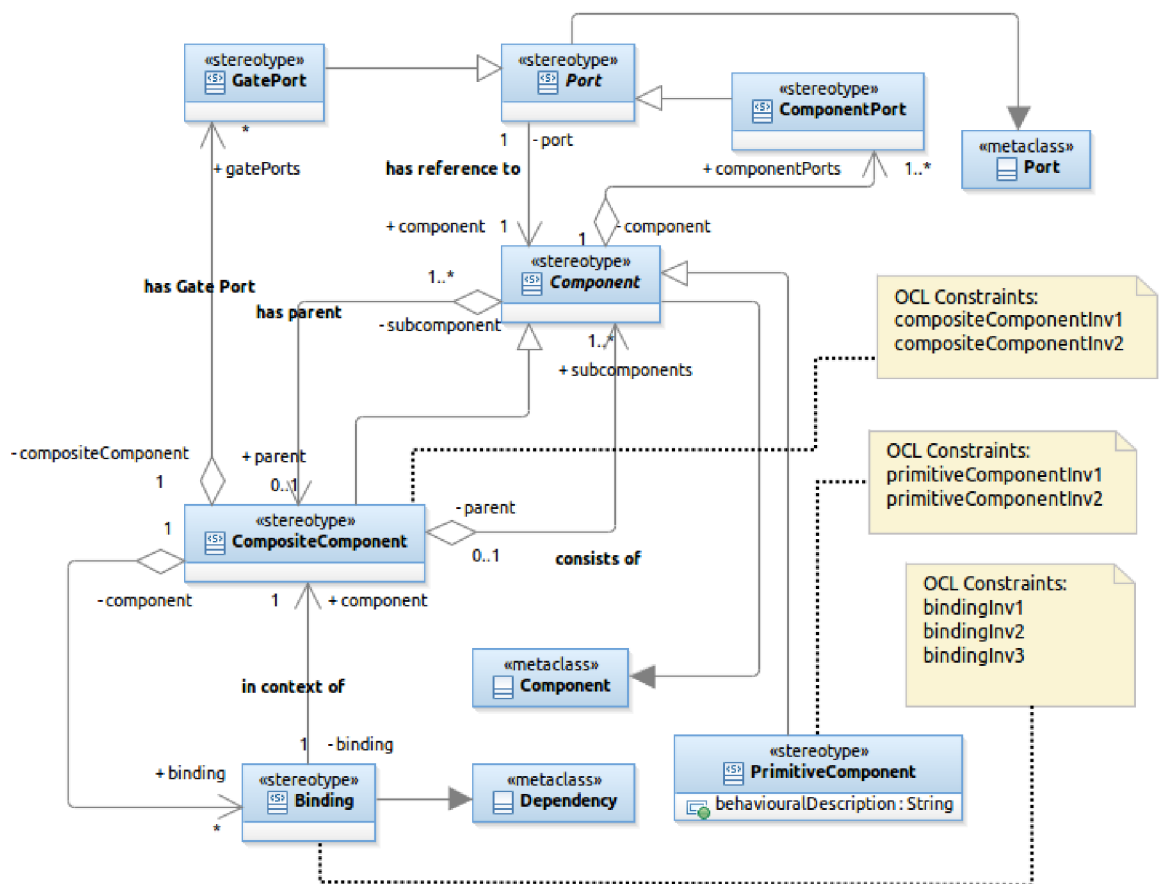 «stereotype»
GatePort
«stereotype»
Port
«stereotype»
ComponentPort
«metaclass»
Port
*
+ gatePorts
1
- port
has reference to
+ componentPorts
1..*
+ component
1
1
- component
«stereotype»
Component
has Gate Port
1..*
has parent
- subcomponent
1..*
+ subcomponents
OCL Constraints:
compositeComponentInv1
compositeComponentInv2
- compositeComponent
1
+ parent
0..1
OCL Constraints:
primitiveComponentInv1
primitiveComponentInv2
1
«stereotype»
CompositeComponent
- parent
0..1
consists of
- component
1
+ component
OCL Constraints:
bindingInv1
bindingInv2
bindingInv3
in context of
«metaclass»
Component
1
- binding
+ binding
*
«stereotype»
Binding
«metaclass»
Dependency
«stereotype»
PrimitiveComponent
behaviouralDescription : String